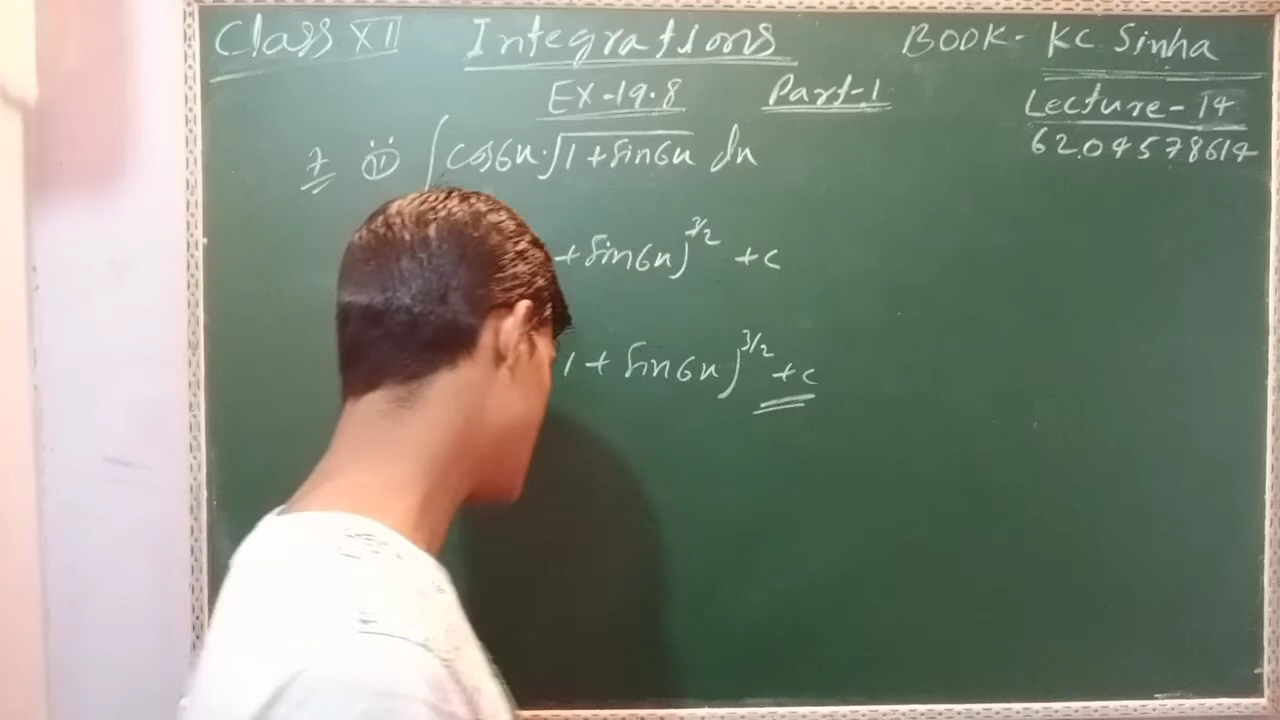 Class XII Integrations BOOK- KC Sinha
EX-19.8 Part-1 Lecture-14
6204578614
7 (ii) ∫cos6x.√1+sin6x dx
+ sin6x)^3/2 + c
1 + sin6x)^3/2 + c